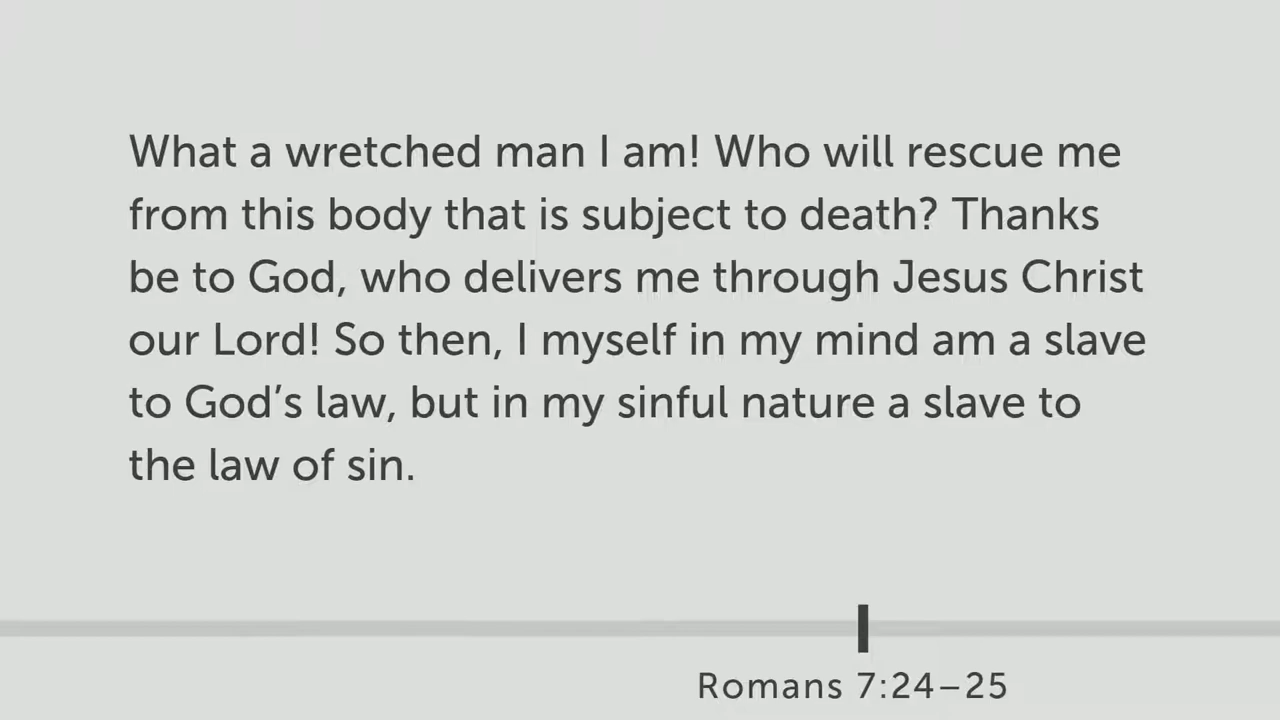 What a wretched man I am! Who will rescue me
from this body that is subject to death? Thanks
be to God, who delivers me through Jesus Christ
our Lord! So then, I myself in my mind am a slave
to God’s law, but in my sinful nature a slave to
the law of sin.
Romans 7:24–25